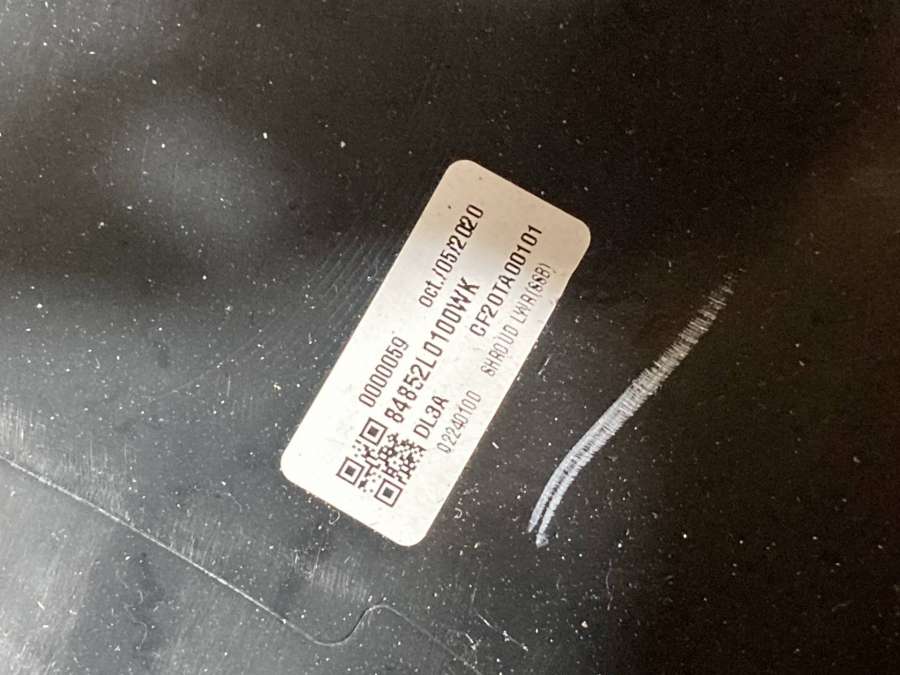 0000059 oct./05/2020
84852L0100WK
DL3A CF20TA00101
02240100 SHROUD LWR(SSB)